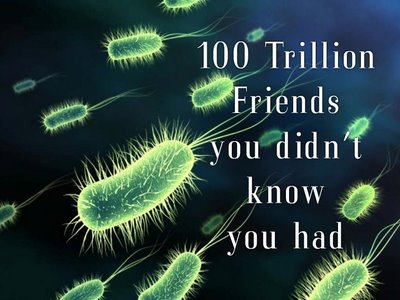 100 Trillion
Friends
you didn't
know
you had